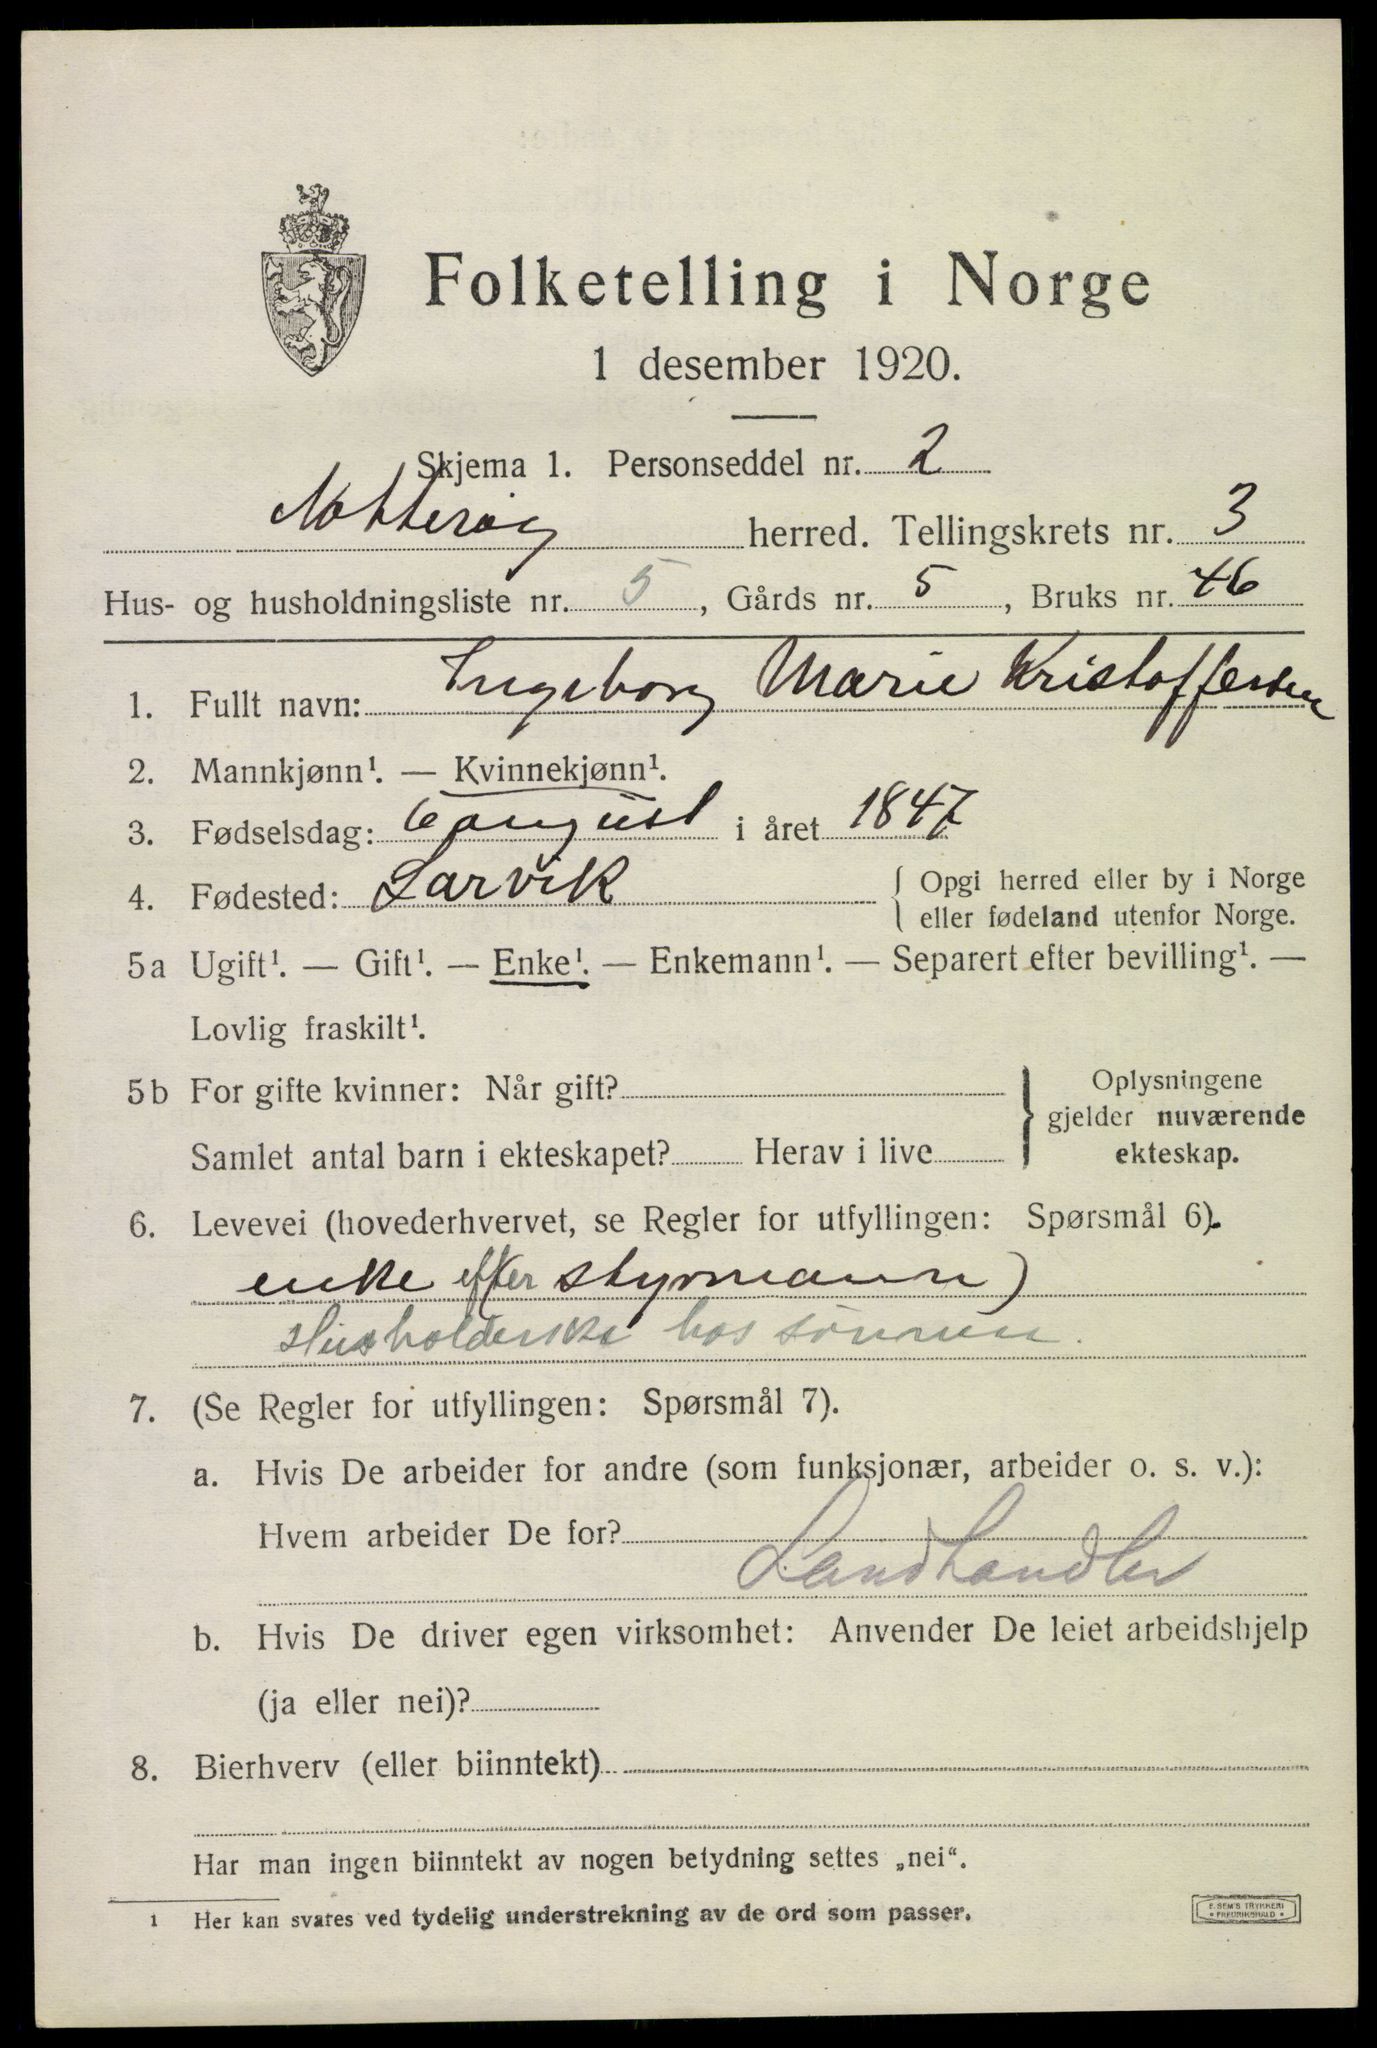 Folketelling i Norge
1 desember 1920.
Skjema 1. Personseddel nr. 2
Nøtterøy herred. Tellingskrets nr. 3
Hus- og husholdningsliste nr. 5, Gårds nr. 5, Bruks nr. 46
1. Fullt navn: Ingeborg Marie Kristoffersen
2. Mannkjønn¹. — Kvinnekjønn¹.
3. Fødselsdag: 6 august i året 1847
4. Fødested: Larvik { Opgi herred eller by i Norge
eller fødeland utenfor Norge.
5a Ugift¹. — Gift¹. — Enke¹. — Enkemann¹. — Separert efter bevilling¹. —
Lovlig fraskilt¹.
5b For gifte kvinner: Når gift? } Oplysningene
gjelder nuværende
Samlet antal barn i ekteskapet? Herav i live ekteskap.
6. Levevei (hovederhvervet, se Regler for utfyllingen: Spørsmål 6).
enke efter styrmann)
Husholderske hos sønnen.
7. (Se Regler for utfyllingen: Spørsmål 7).
a. Hvis De arbeider for andre (som funksjonær, arbeider o. s. v.):
Hvem arbeider De for?
Landhandler
b. Hvis De driver egen virksomhet: Anvender De leiet arbeidshjelp
(ja eller nei)?
8. Bierhverv (eller biinntekt)
Har man ingen biinntekt av nogen betydning settes „nei“.
1 Her kan svares ved tydelig understrekning av de ord som passer.
E. SEM'S TRYKKERI
FREDRIKSHALD